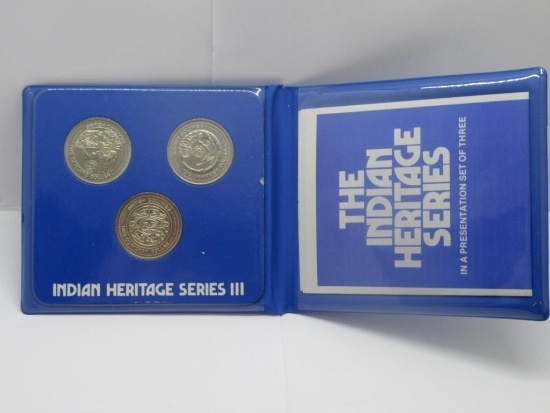 INDIAN HERITAGE SERIES III
THE
INDIAN
HERITAGE
SERIES
IN A PRESENTATION SET OF THREE